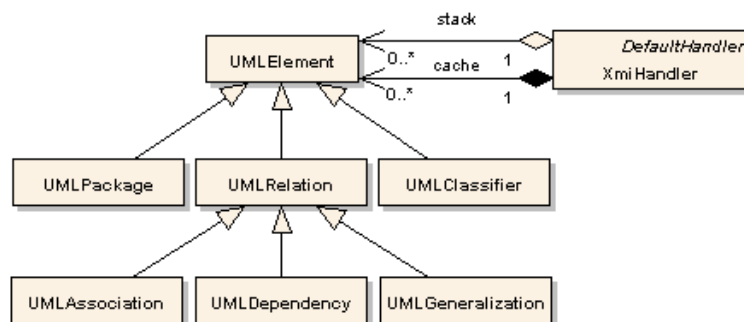 stack
DefaultHandler
UMLElement
0..*
1
cache
XmiHandler
0..*
1
UMLPackage
UMLRelation
UMLClassifier
UMLAssociation
UMLDependency
UMLGeneralization